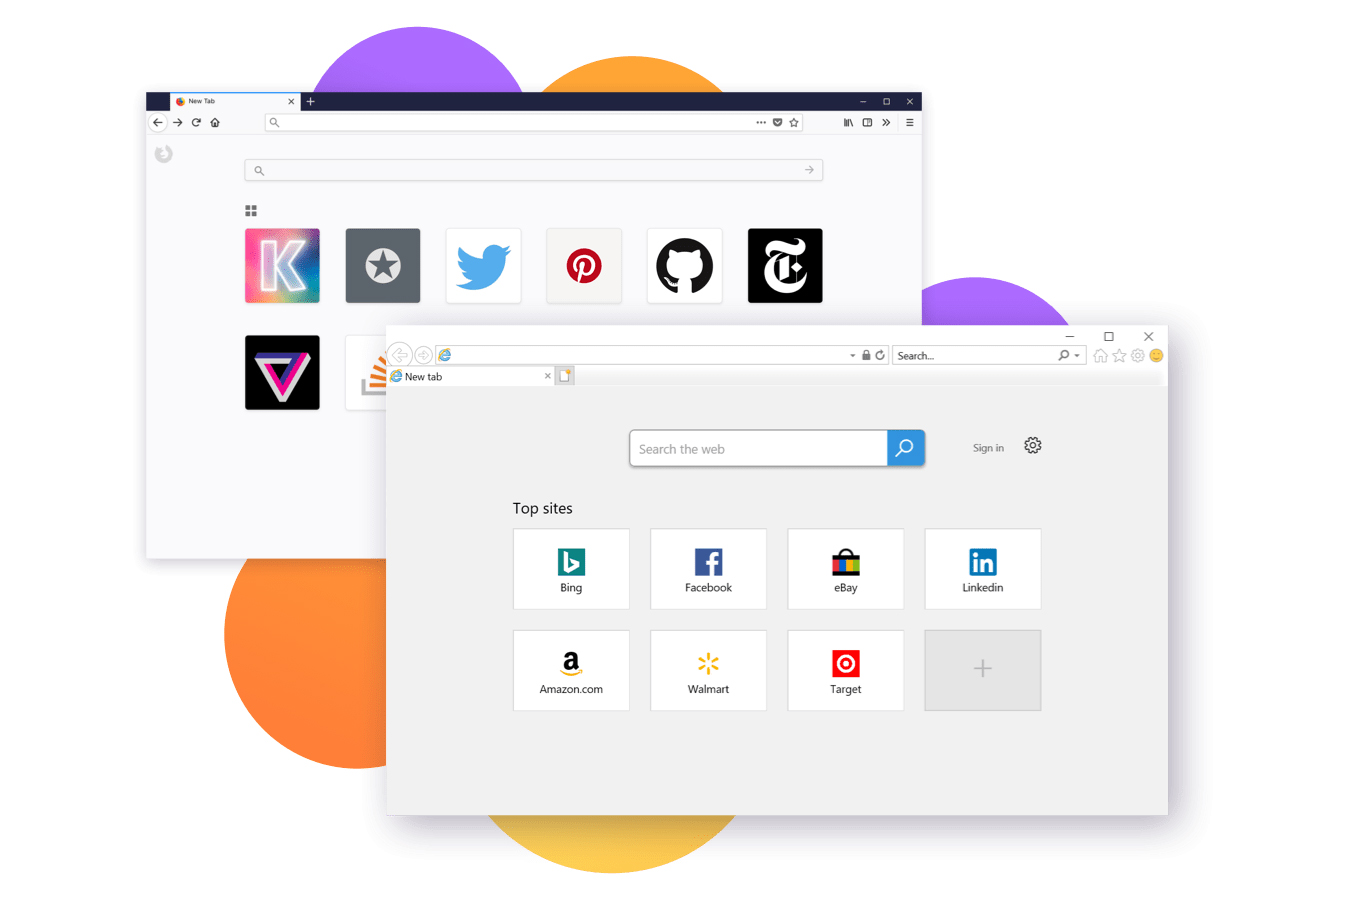 New Tab
K
T
Search...
New tab
Search the web
Sign in
Top sites
Bing
Facebook
eBay
Linkedin
Amazon.com
Walmart
Target